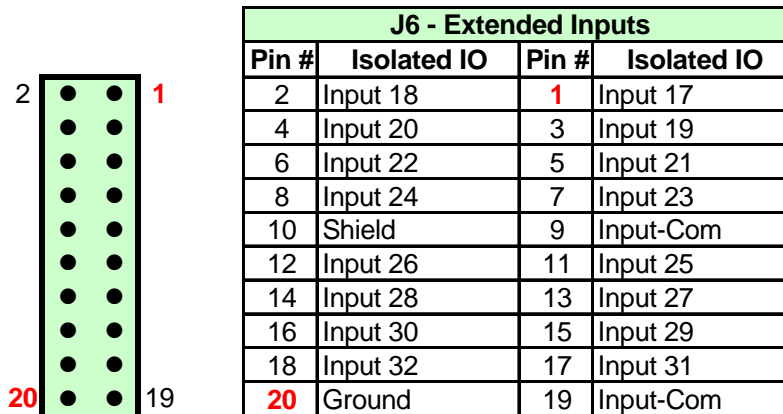 J6 - Extended Inputs
Pin # Isolated IO Pin # Isolated IO
2 1 2 Input 18 1 Input 17
4 Input 20 3 Input 19
6 Input 22 5 Input 21
8 Input 24 7 Input 23
10 Shield 9 Input-Com
12 Input 26 11 Input 25
14 Input 28 13 Input 27
16 Input 30 15 Input 29
18 Input 32 17 Input 31
20 19 20 Ground 19 Input-Com